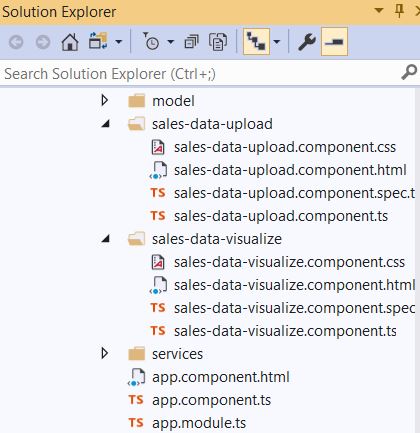 Solution Explorer
Search Solution Explorer (Ctrl+;)
model
sales-data-upload
sales-data-upload.component.css
sales-data-upload.component.html
TS sales-data-upload.component.spec.t
TS sales-data-upload.component.ts
sales-data-visualize
sales-data-visualize.component.css
sales-data-visualize.component.html
TS sales-data-visualize.component.spec
TS sales-data-visualize.component.ts
services
app.component.html
TS app.component.ts
TS app.module.ts